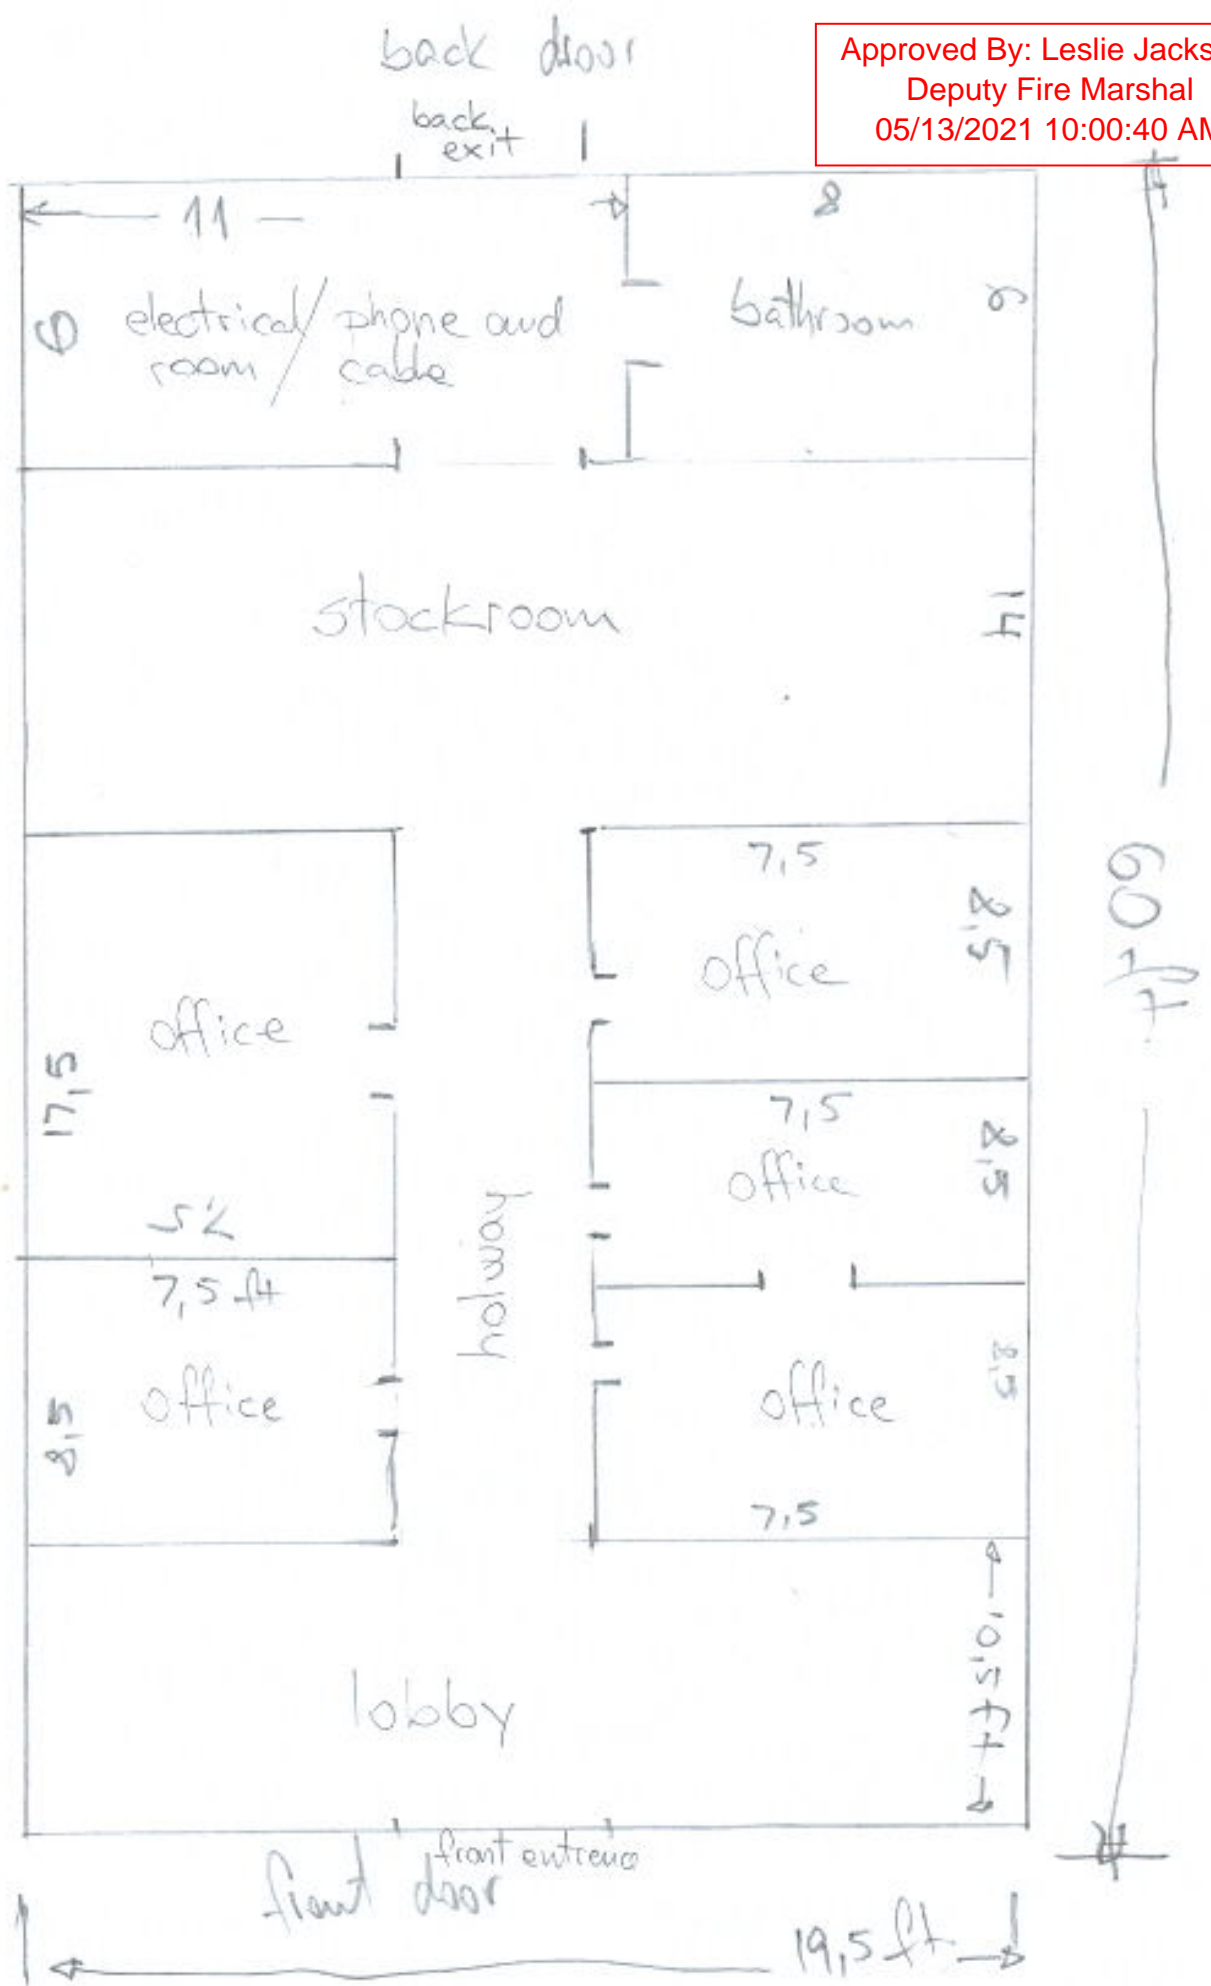 back door
Approved By: Leslie Jacks
Deputy Fire Marshal
05/13/2021 10:00:40 AM
back
exit
11
8
6
electrical/phone and
room/cable
bathroom
6
stockroom
14
7,5
8,5
office
60 ft.
office
17,5
7,5
7,5
office
8,5
7,5 ft
holway
office
8,5
office
8,5
7,5
10,5 ft
lobby
front entrence
front door
19,5 ft.